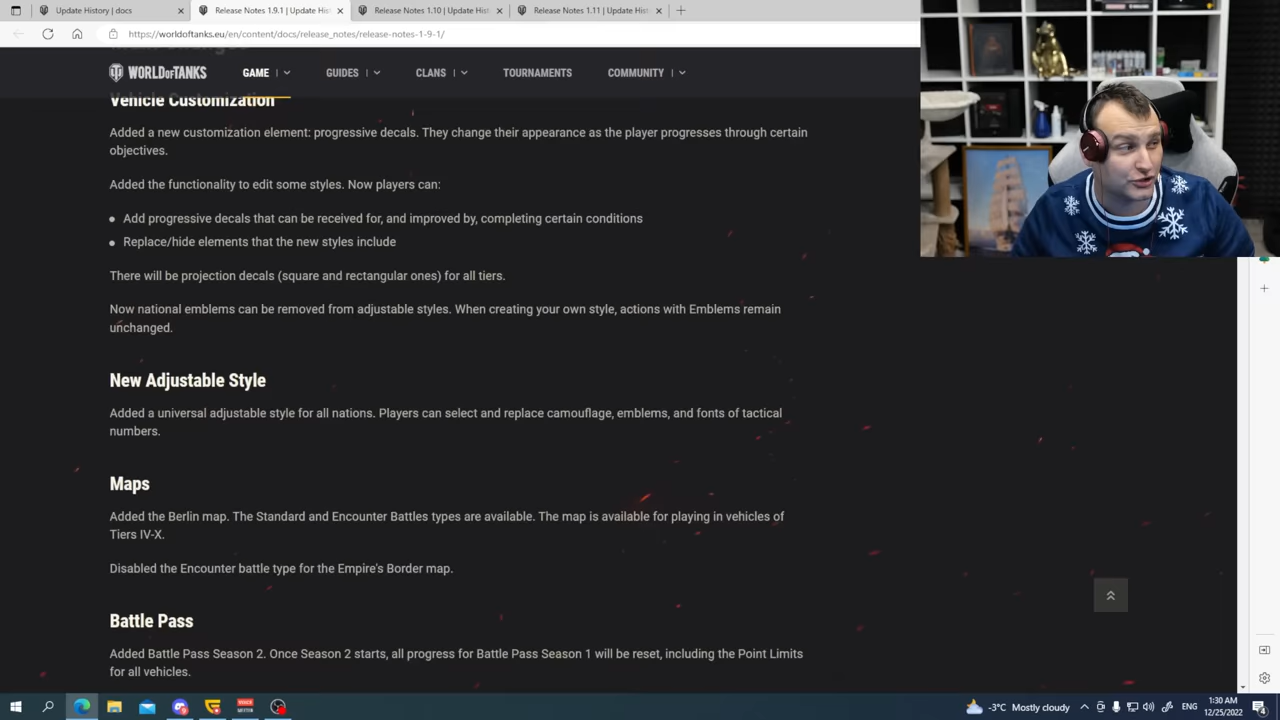 Update History | docs
Release Notes 1.9.1 | Update His
Release Notes 1.10 | Update Hist
Release Notes 1.11 | Update Hist
https://worldoftanks.eu/en/content/docs/release_notes/release-notes-1-9-1/
WORLD OF TANKS
GAME
GUIDES
CLANS
TOURNAMENTS
COMMUNITY
Vehicle Customization
Added a new customization element: progressive decals. They change their appearance as the player progresses through certain
objectives.
Added the functionality to edit some styles. Now players can:
Add progressive decals that can be received for, and improved by, completing certain conditions
Replace/hide elements that the new styles include
There will be projection decals (square and rectangular ones) for all tiers.
Now national emblems can be removed from adjustable styles. When creating your own style, actions with Emblems remain
unchanged.
New Adjustable Style
Added a universal adjustable style for all nations. Players can select and replace camouflage, emblems, and fonts of tactical
numbers.
Maps
Added the Berlin map. The Standard and Encounter Battles types are available. The map is available for playing in vehicles of
Tiers IV-X.
Disabled the Encounter battle type for the Empire's Border map.
Battle Pass
Added Battle Pass Season 2. Once Season 2 starts, all progress for Battle Pass Season 1 will be reset, including the Point Limits
for all vehicles.
-3°C Mostly cloudy
ENG
1:30 AM
12/25/2022
4